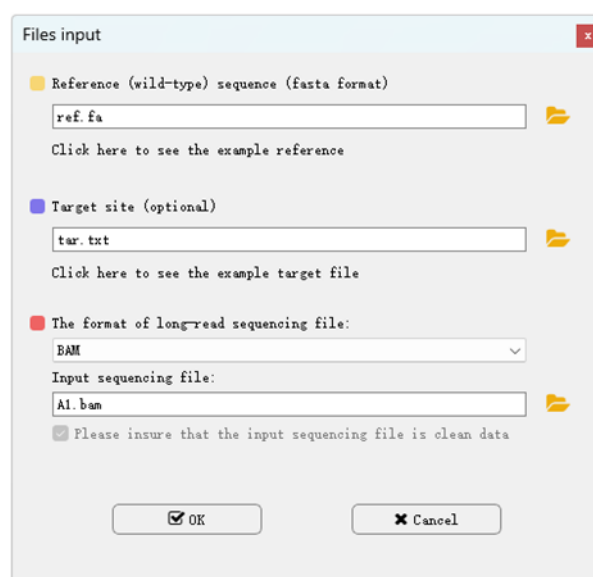 Files input
x
Reference (wild-type) sequence (fasta format)
ref.fa
Click here to see the example reference
Target site (optional)
tar.txt
Click here to see the example target file
The format of long-read sequencing file:
BAM
Input sequencing file:
A1.bam
Please insure that the input sequencing file is clean data
OK
Cancel